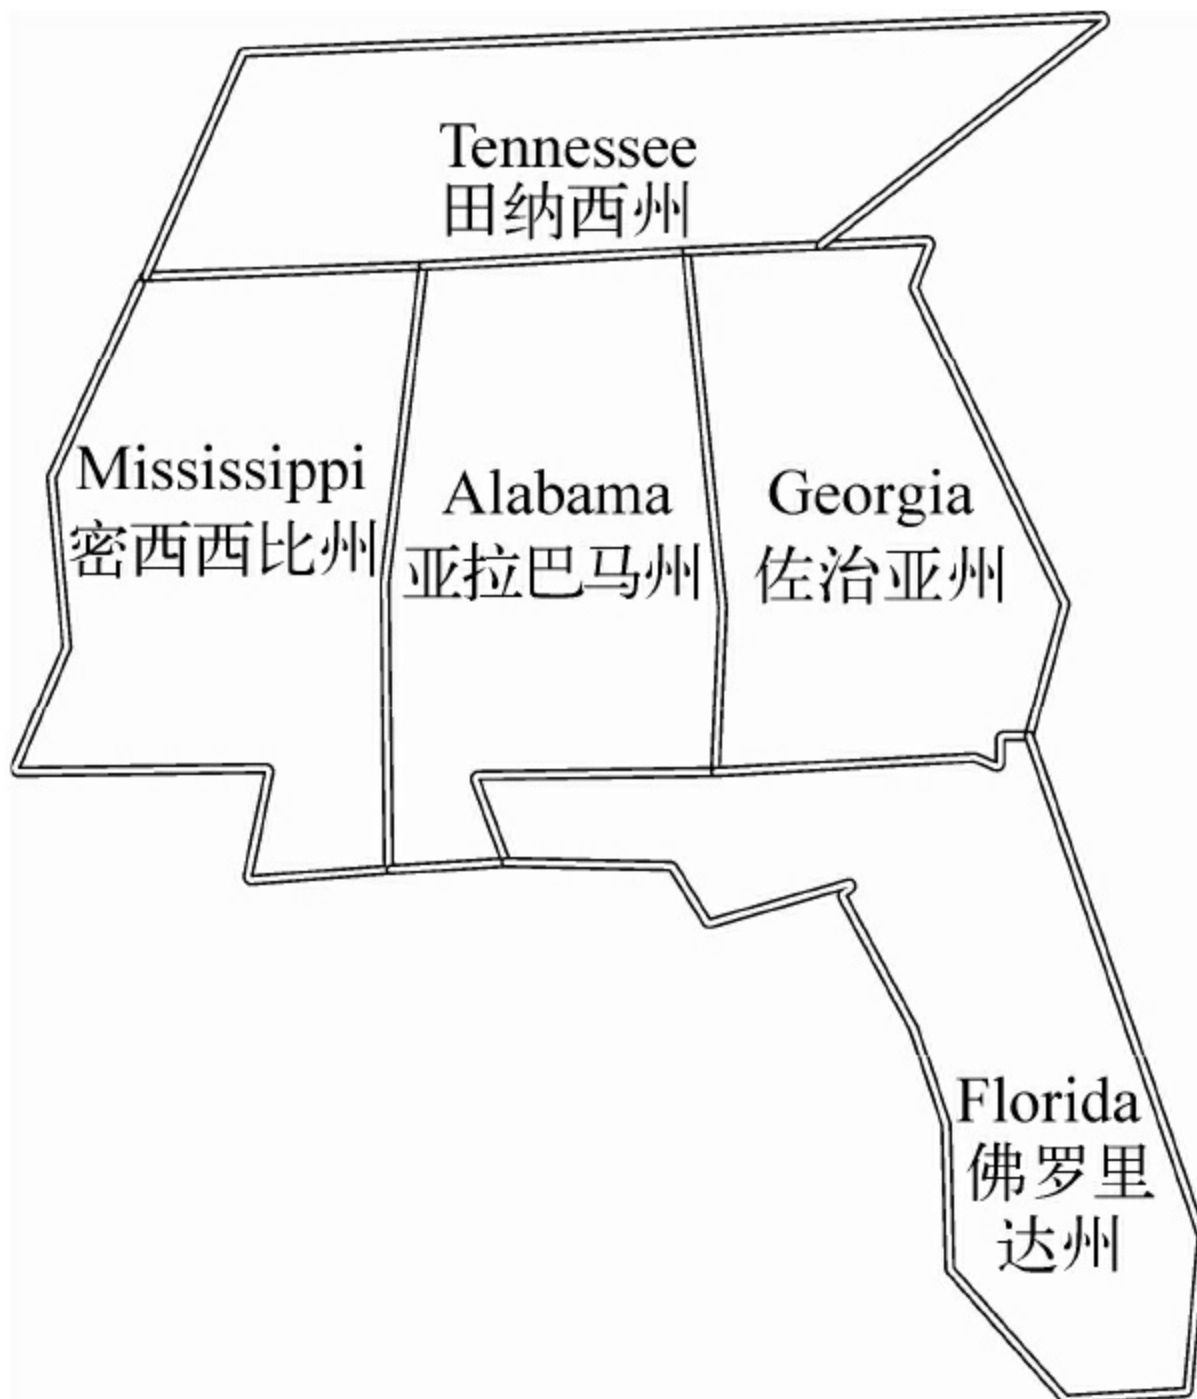 Tennessee
田纳西州
Mississippi
密西西比州
Alabama
亚拉巴马州
Georgia
佐治亚州
Florida
佛罗里
达州